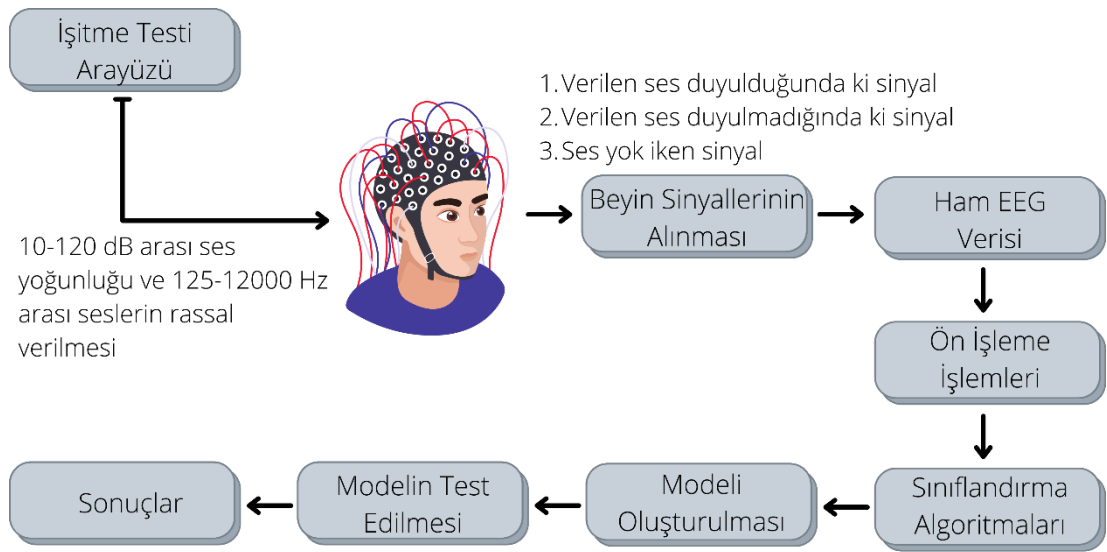 İşitme Testi
Arayüzü
10-120 dB arası ses
yoğunluğu ve 125-12000 Hz
arası seslerin rassal
verilmesi
1. Verilen ses duyulduğunda ki sinyal
2. Verilen ses duyulmadığında ki sinyal
3. Ses yok iken sinyal
Beyin Sinyallerinin
Alınması
Ham EEG
Verisi
Ön İşleme
İşlemleri
Sınıflandırma
Algoritmaları
Modeli
Oluşturulması
Modelin Test
Edilmesi
Sonuçlar